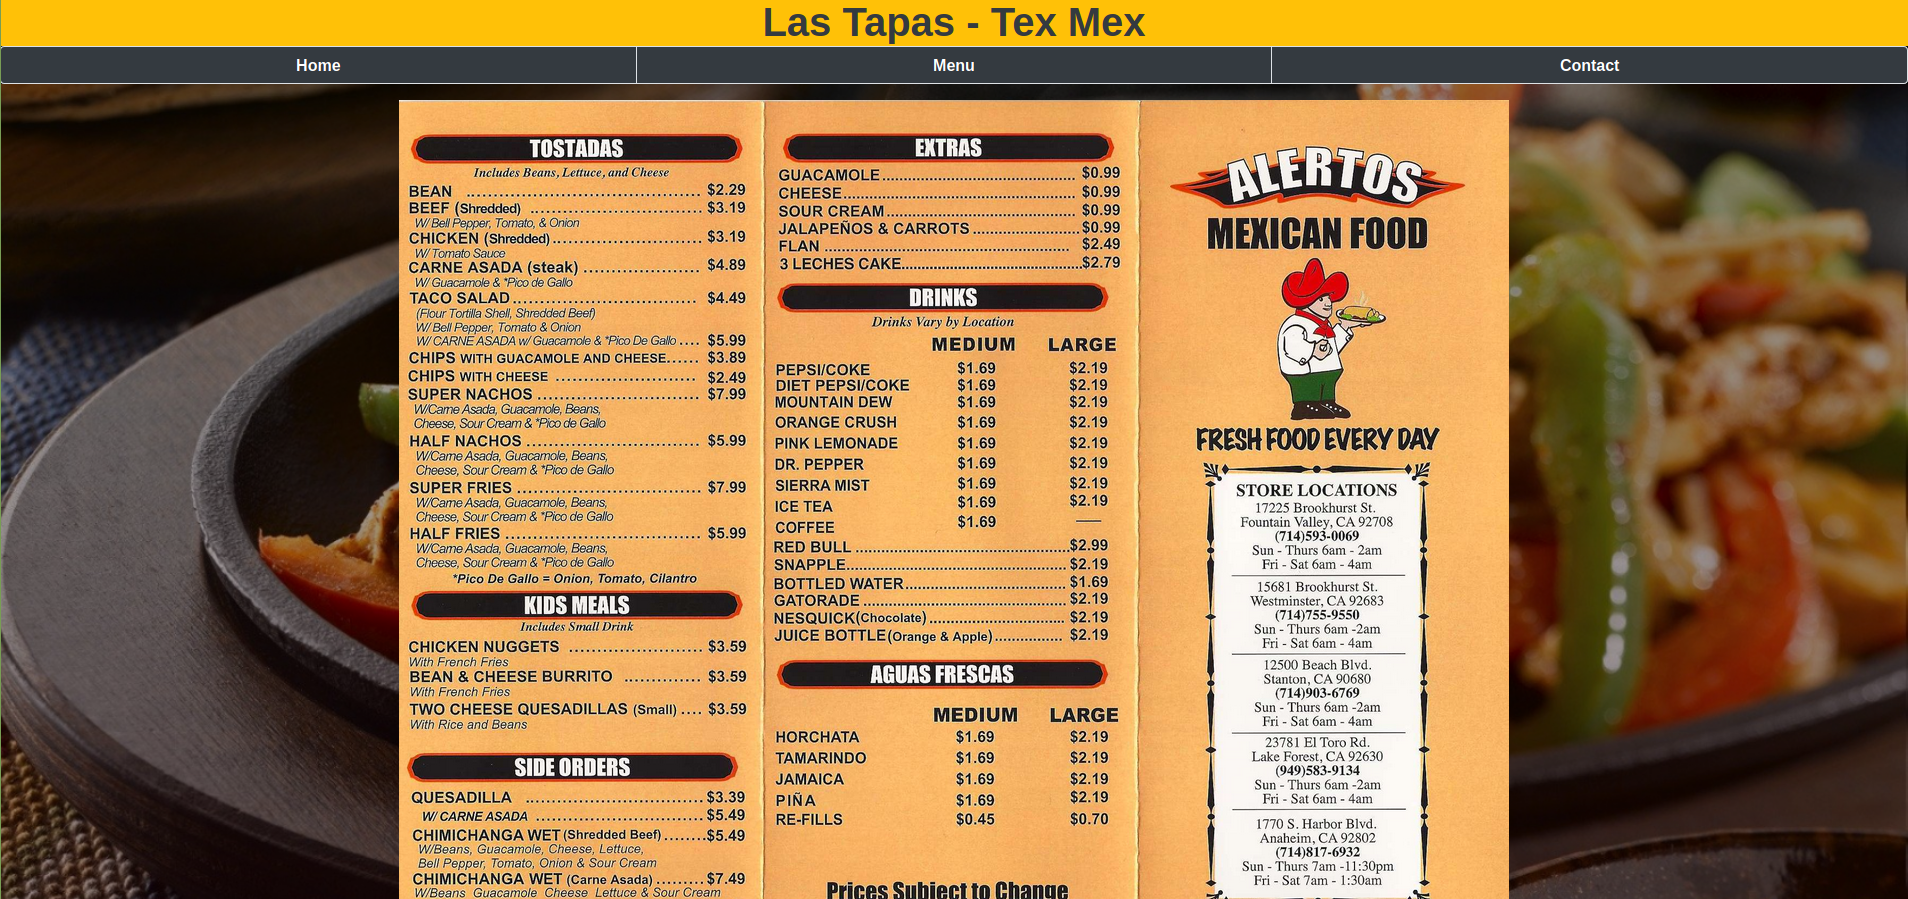 Las Tapas - Tex Mex
Home
Menu
Contact
TOSTADAS
Includes Beans, Lettuce, and Cheese
BEAN ........ $2.29
BEEF (Shredded) ........ $3.19
W/ Bell Pepper, Tomato, & Onion
CHICKEN (Shredded) ........ $3.19
W/ Tomato Sauce
CARNE ASADA (steak) ........ $4.89
W/ Guacamole & *Pico de Gallo
TACO SALAD ........ $4.49
(Flour Tortilla Shell, Shredded Beef)
W/ Bell Pepper, Tomato & Onion
W/ CARNE ASADA w/ Guacamole & *Pico De Gallo .... $5.99
CHIPS WITH GUACAMOLE AND CHEESE...... $3.89
CHIPS WITH CHEESE ........ $2.49
SUPER NACHOS ........ $7.99
W/Carne Asada, Guacamole, Beans,
Cheese, Sour Cream & *Pico de Gallo
HALF NACHOS ........ $5.99
W/Carne Asada, Guacamole, Beans,
Cheese, Sour Cream & *Pico de Gallo
SUPER FRIES ........ $7.99
W/Carne Asada, Guacamole, Beans,
Cheese, Sour Cream & *Pico de Gallo
HALF FRIES ........ $5.99
W/Carne Asada, Guacamole, Beans,
Cheese, Sour Cream & *Pico de Gallo
*Pico De Gallo = Onion, Tomato, Cilantro
KIDS MEALS
Includes Small Drink
CHICKEN NUGGETS ........ $3.59
With French Fries
BEAN & CHEESE BURRITO ........ $3.59
With French Fries
TWO CHEESE QUESADILLAS (Small) .... $3.59
With Rice and Beans
SIDE ORDERS
QUESADILLA ........ $3.39
W/ CARNE ASADA ........ $5.49
CHIMICHANGA WET (Shredded Beef) ........ $5.49
W/Beans, Guacamole, Cheese, Lettuce,
Bell Pepper, Tomato, Onion & Sour Cream
CHIMICHANGA WET (Carne Asada) ......... $7.49
W/Beans Guacamole Cheese Lettuce & Sour Cream
EXTRAS
GUACAMOLE ........ $0.99
CHEESE ........ $0.99
SOUR CREAM ........ $0.99
JALAPEÑOS & CARROTS ........ $0.99
FLAN ........ $2.49
3 LECHES CAKE ........ $2.79
DRINKS
Drinks Vary by Location
MEDIUM LARGE
PEPSI/COKE $1.69 $2.19
DIET PEPSI/COKE $1.69 $2.19
MOUNTAIN DEW $1.69 $2.19
ORANGE CRUSH $1.69 $2.19
PINK LEMONADE $1.69 $2.19
DR. PEPPER $1.69 $2.19
SIERRA MIST $1.69 $2.19
ICE TEA $1.69 $2.19
COFFEE $1.69 —
RED BULL ........ $2.99
SNAPPLE ........ $2.19
BOTTLED WATER ........ $1.69
GATORADE ........ $2.19
NESQUICK(Chocolate) ........ $2.19
JUICE BOTTLE(Orange & Apple) ........ $2.19
AGUAS FRESCAS
MEDIUM LARGE
HORCHATA $1.69 $2.19
TAMARINDO $1.69 $2.19
JAMAICA $1.69 $2.19
PIÑA $1.69 $2.19
RE-FILLS $0.45 $0.70
Prices Subject to Change
ALERTOS
MEXICAN FOOD
FRESH FOOD EVERY DAY
STORE LOCATIONS
17225 Brookhurst St.
Fountain Valley, CA 92708
(714)593-0069
Sun - Thurs 6am - 2am
Fri - Sat 6am - 4am
15681 Brookhurst St.
Westminster, CA 92683
(714)755-9550
Sun - Thurs 6am -2am
Fri - Sat 6am - 4am
12500 Beach Blvd.
Stanton, CA 90680
(714)903-6769
Sun - Thurs 6am -2am
Fri - Sat 6am - 4am
23781 El Toro Rd.
Lake Forest, CA 92630
(949)583-9134
Sun - Thurs 6am -2am
Fri - Sat 6am - 4am
1770 S. Harbor Blvd.
Anaheim, CA 92802
(714)817-6932
Sun - Thurs 7am -11:30pm
Fri - Sat 7am - 1:30am